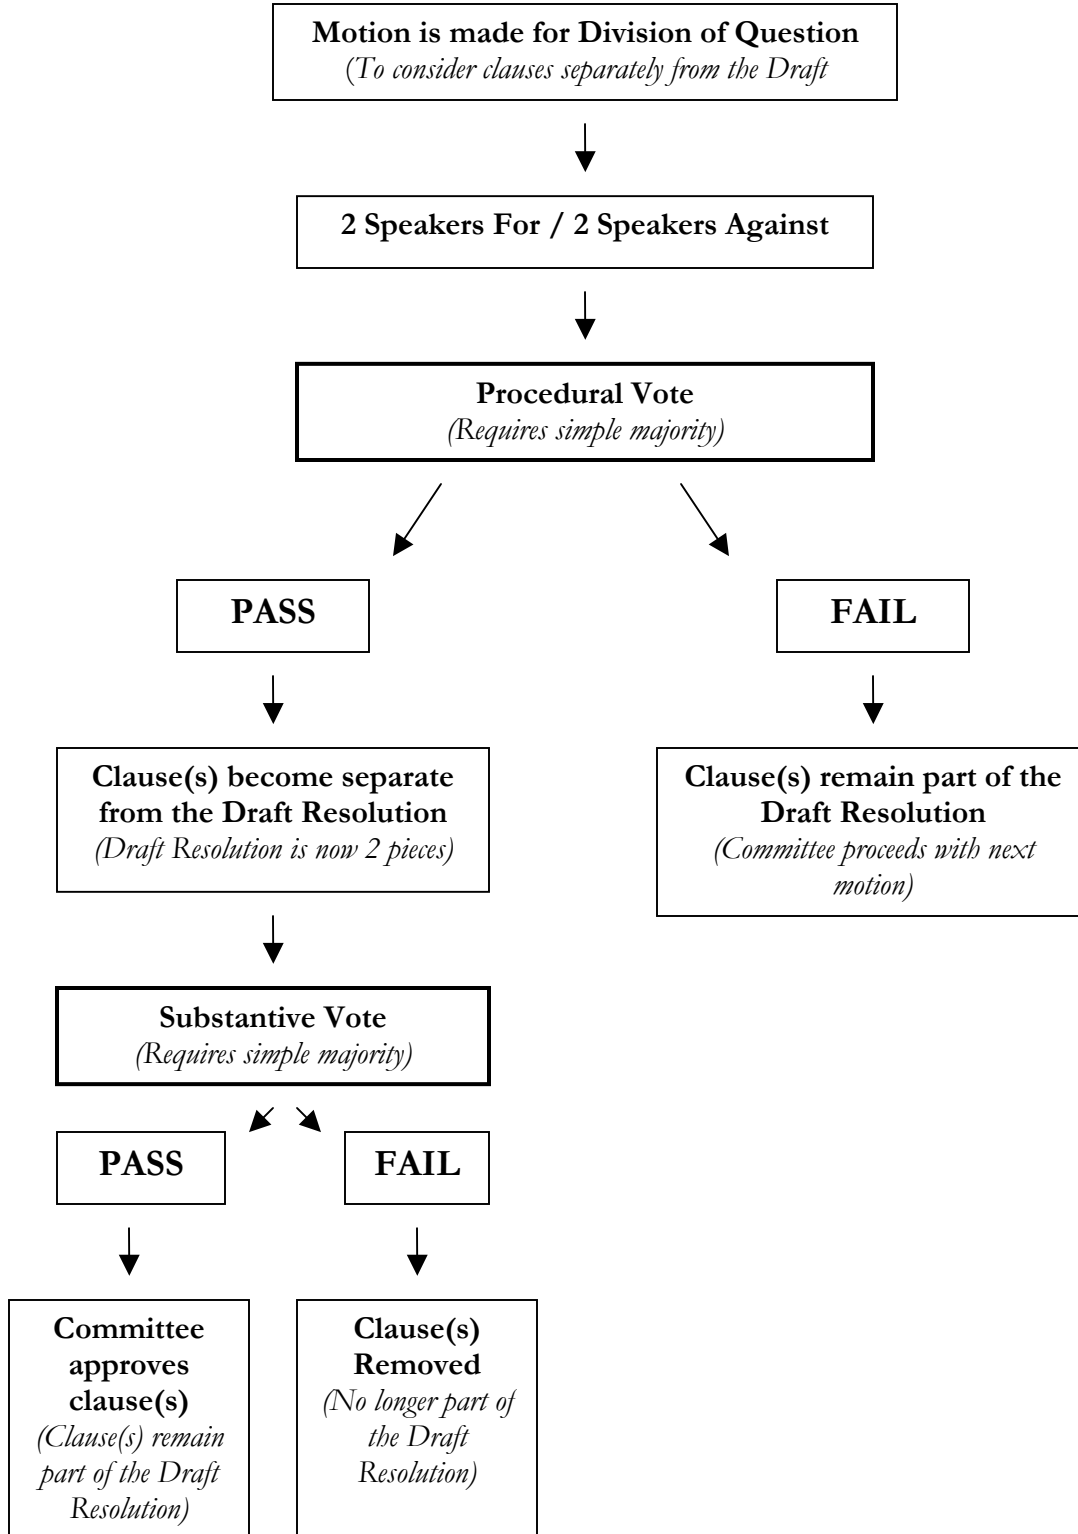 Motion is made for Division of Question
(To consider clauses separately from the Draft
2 Speakers For / 2 Speakers Against
Procedural Vote
(Requires simple majority)
PASS
FAIL
Clause(s) become separate
from the Draft Resolution
(Draft Resolution is now 2 pieces)
Clause(s) remain part of the
Draft Resolution
(Committee proceeds with next
motion)
Substantive Vote
(Requires simple majority)
PASS
FAIL
Committee
approves
clause(s)
(Clause(s) remain
part of the Draft
Resolution)
Clause(s)
Removed
(No longer part of
the Draft
Resolution)